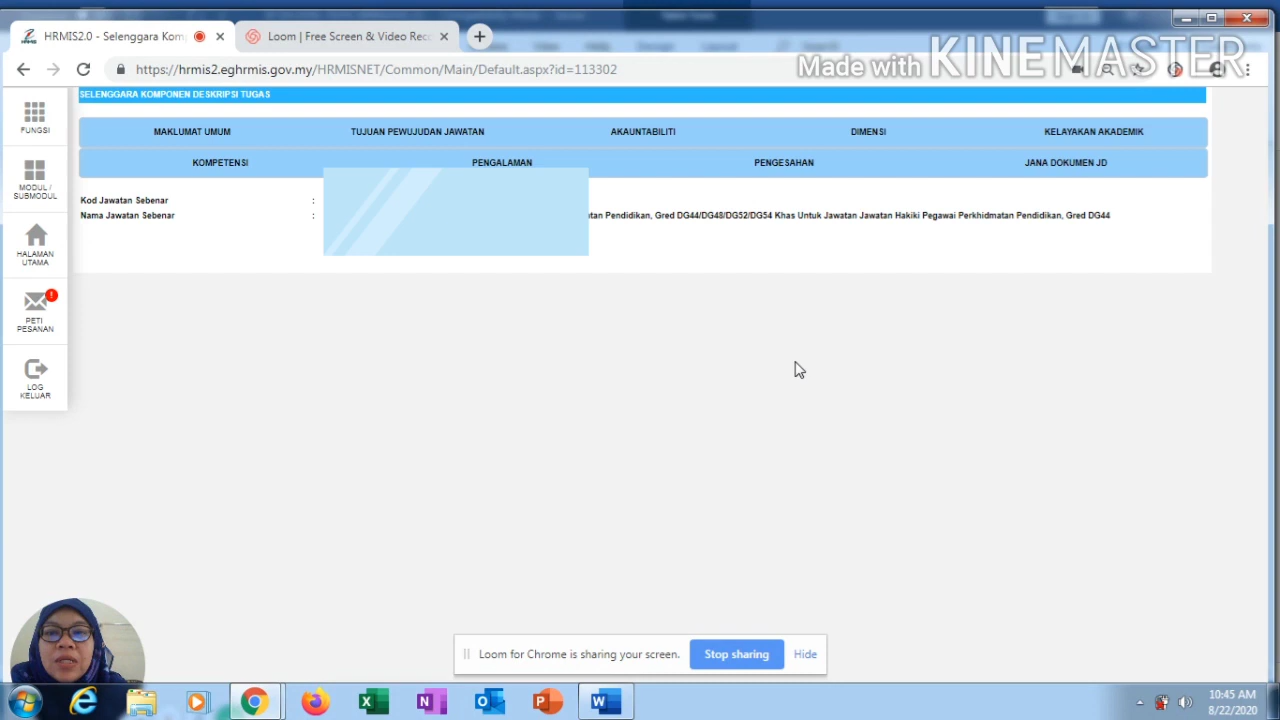 HRMIS2.0 - Selenggara Kom
Loom | Free Screen & Video Rec
https://hrmis2.eghrmis.gov.my/HRMISNET/Common/Main/Default.aspx?id=113302
Made with KINEMASTER
SELENGGARA KOMPONEN DESKRIPSI TUGAS
FUNGSI
MODUL /
SUBMODUL
HALAMAN
UTAMA
PETI
PESANAN
LOG
KELUAR
MAKLUMAT UMUM TUJUAN PEWUJUDAN JAWATAN AKAUNTABILITI DIMENSI KELAYAKAN AKADEMIK
KOMPETENSI PENGALAMAN PENGESAHAN JANA DOKUMEN JD
Kod Jawatan Sebenar :
Nama Jawatan Sebenar : tan Pendidikan, Gred DG44/DG48/DG52/DG54 Khas Untuk Jawatan Jawatan Hakiki Pegawai Perkhidmatan Pendidikan, Gred DG44
Loom for Chrome is sharing your screen. Stop sharing Hide
10:45 AM
8/22/2020